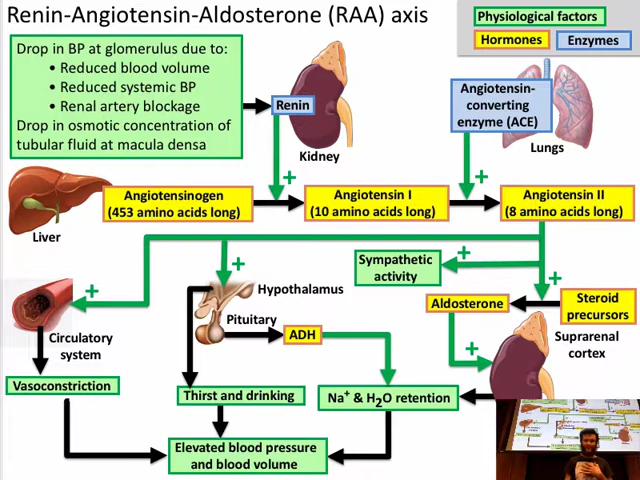 Renin-Angiotensin-Aldosterone (RAA) axis
Physiological factors
Hormones
Enzymes
Drop in BP at glomerulus due to:
• Reduced blood volume
• Reduced systemic BP
• Renal artery blockage
Drop in osmotic concentration of
tubular fluid at macula densa
Renin
Kidney
Angiotensin-
converting
enzyme (ACE)
Lungs
+
+
Angiotensinogen
(453 amino acids long)
Angiotensin I
(10 amino acids long)
Angiotensin II
(8 amino acids long)
Liver
Sympathetic
activity
+
+
+
+
Hypothalamus
Pituitary
ADH
Aldosterone
Steroid
precursors
Suprarenal
cortex
+
Circulatory
system
Vasoconstriction
Thirst and drinking
Na+ & H2O retention
Elevated blood pressure
and blood volume